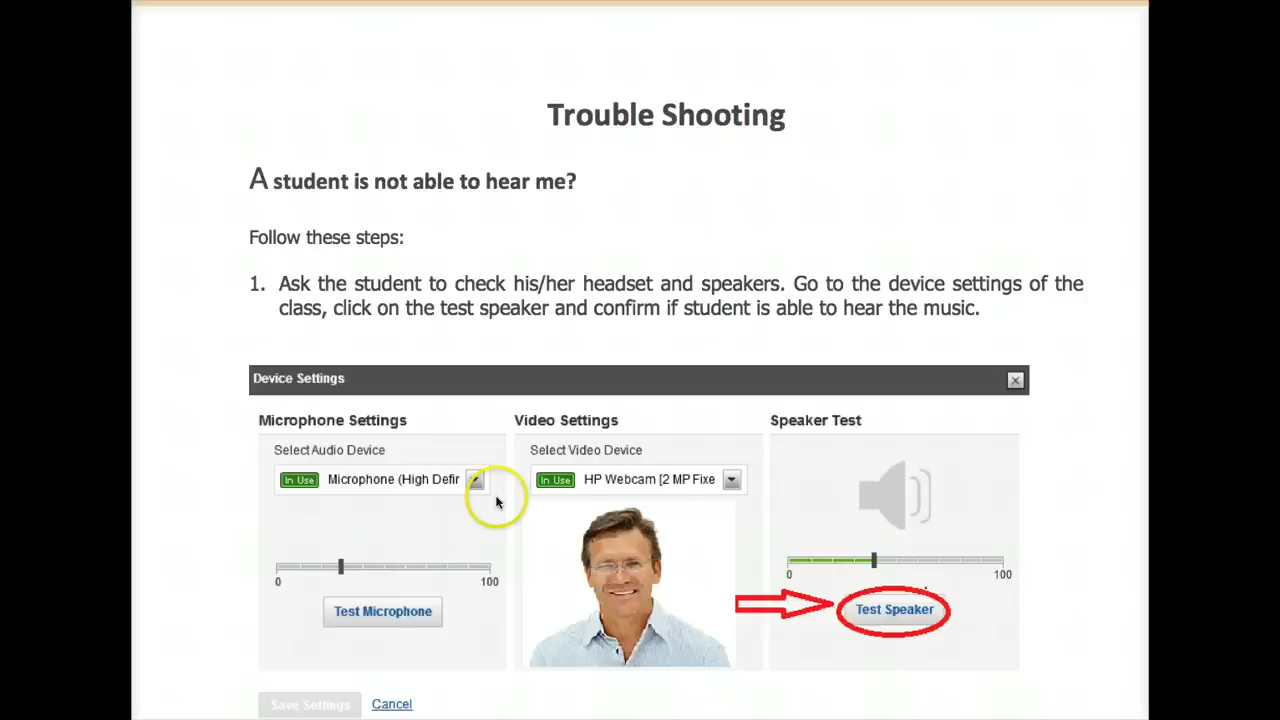 Trouble Shooting
A student is not able to hear me?
Follow these steps:
1. Ask the student to check his/her headset and speakers. Go to the device settings of the
class, click on the test speaker and confirm if student is able to hear the music.
Device Settings
Microphone Settings
Select Audio Device
In Use Microphone (High Defir
0 100
Test Microphone
Video Settings
Select Video Device
In Use HP Webcam [2 MP Fixe
Speaker Test
0 100
Test Speaker
Save Settings Cancel